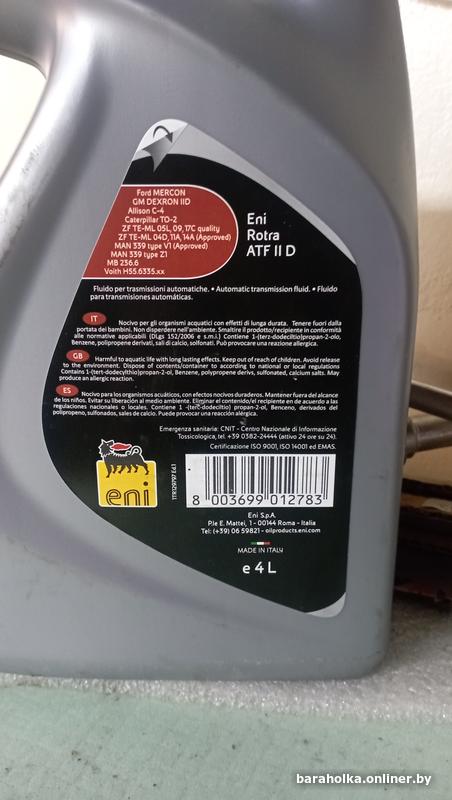 Ford MERCON
GM DEXRON IID
Allison C-4
Caterpillar TO-2
ZF TE-ML 05L, 09, 17C quality
ZF TE-ML 04D, 11A, 14A (Approved)
MAN 339 type V1 (Approved)
MAN 339 type Z1
MB 236.6
Voith H55.6335.xx
Eni
Rotra
ATF II D
Fluido per trasmissioni automatiche. • Automatic transmission fluid. • Fluido
para transmisiones automáticas.
IT Nocivo per gli organismi acquatici con effetti di lunga durata. Tenere fuori dalla
portata dei bambini. Non disperdere nell'ambiente. Smaltire il prodotto/recipiente in conformità
alle normative applicabili (DLgs 152/2006 e s.m.i.) Contiene 1-(tert-dodeciltio)propan-2-olo,
Benzene, polipropene derivati, sali di calcio, solfonati. Può provocare una reazione allergica.
GB Harmful to aquatic life with long lasting effects. Keep out of reach of children. Avoid release
to the environment. Dispose of contents/container to according to national or local regulations
Contains 1-(tert-dodecylthio)propan-2-ol, Benzene, polypropene derivs, sulfonated, calcium salts. May
produce an allergic reaction.
ES Nocivo para los organismos acuáticos, con efectos nocivos duraderos. Mantener fuera del alcance
de los niños. Evitar su liberación al medio ambiente. Eliminar el contenido/el recipiente en de acuerdo a las
regulaciones nacionales o locales. Contiene 1 -(terc-dodeciltio) propan-2-ol, Benceno, derivados del
polipropeno, sulfonados, sales de calcio. Puede provocar una reacción alérgica.
Emergenza sanitaria: CNIT - Centro Nazionale di Informazione
Tossicologica, tel. +39 0382-24444 (attivo 24 ore su 24).
Certificazione ISO 9001, ISO 14001 ed EMAS.
eni
8 003699 012783
Eni S.p.A.
P.le E. Mattei, 1 - 00144 Roma - Italia
Tel: (+39) 06 59821 - oilproducts.eni.com
MADE IN ITALY
e 4 L
baraholka.onliner.by